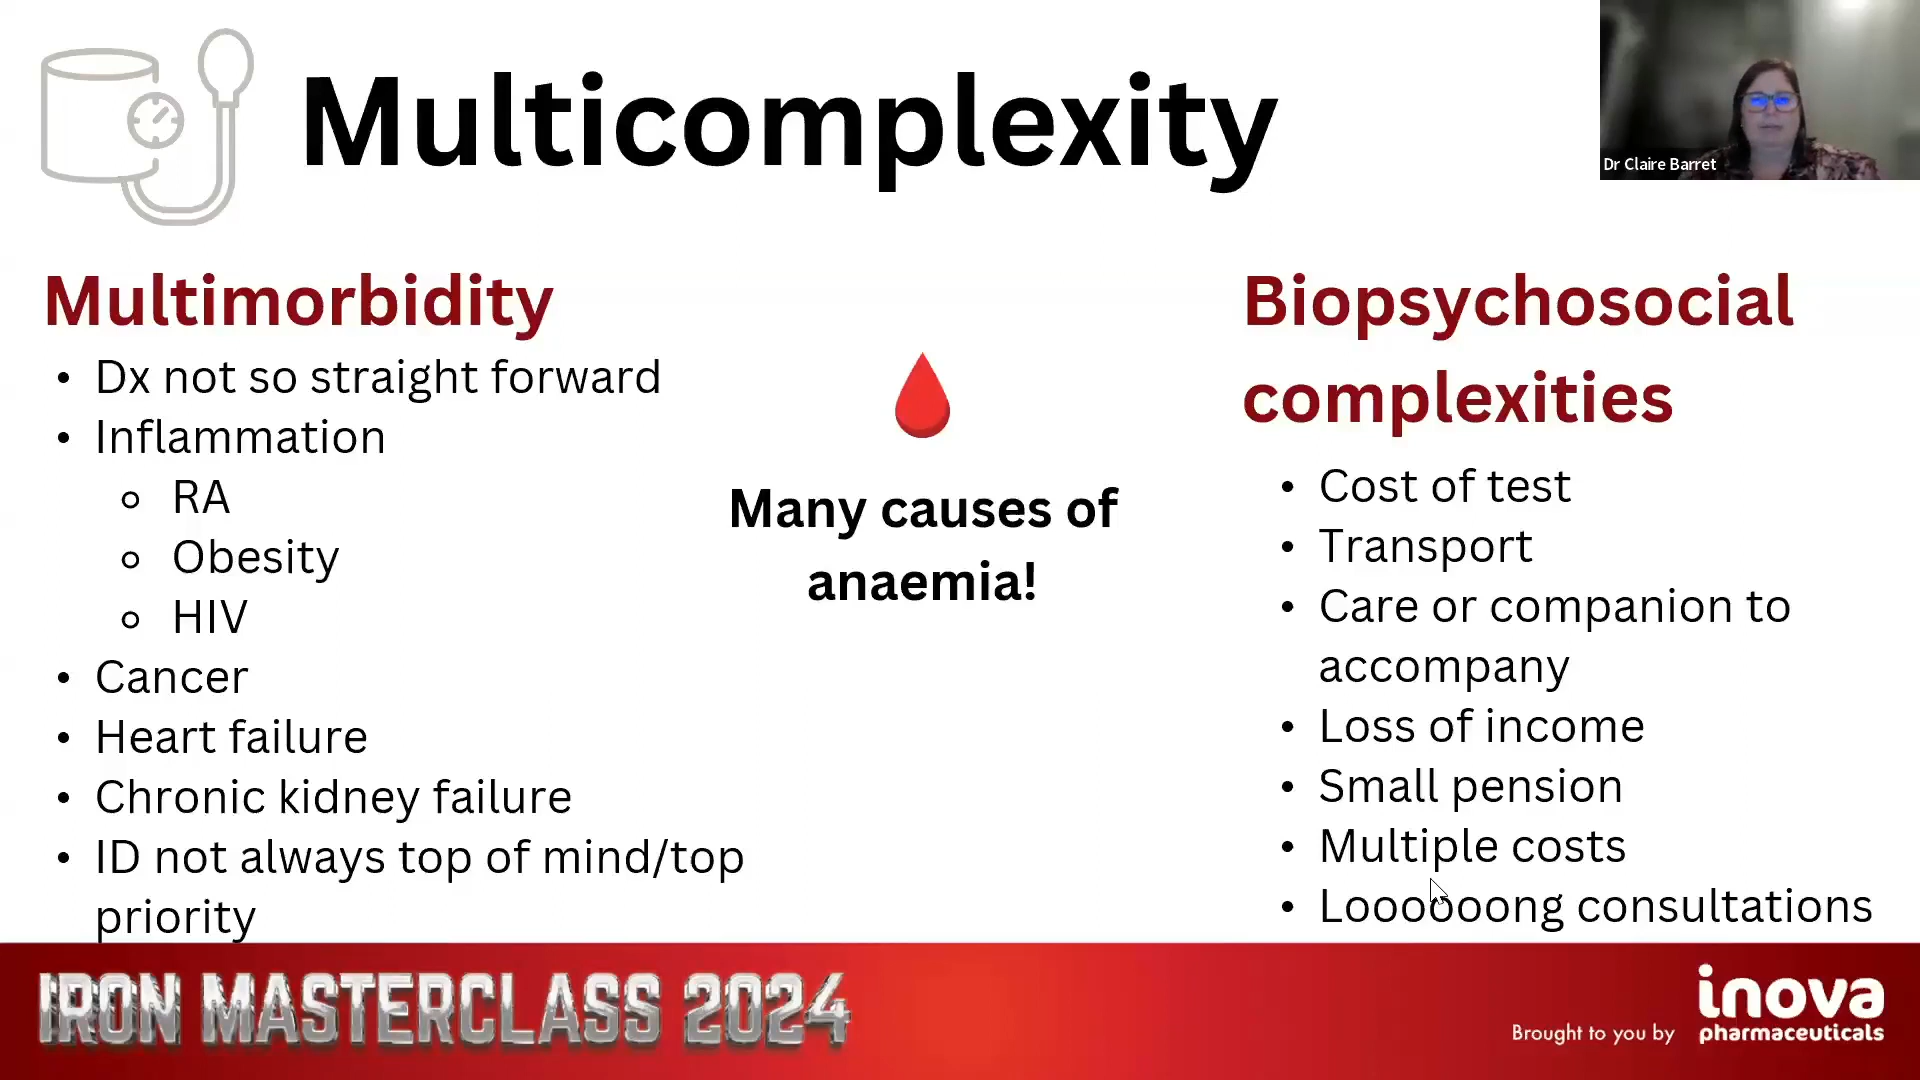 Multicomplexity
Dr Claire Barret
Multimorbidity
• Dx not so straight forward
• Inflammation
○ RA
○ Obesity
○ HIV
• Cancer
• Heart failure
• Chronic kidney failure
• ID not always top of mind/top
priority
Many causes of
anaemia!
Biopsychosocial
complexities
• Cost of test
• Transport
• Care or companion to
accompany
• Loss of income
• Small pension
• Multiple costs
• Loooooong consultations
IRON MASTERCLASS 2024
Brought to you by
inova
pharmaceuticals